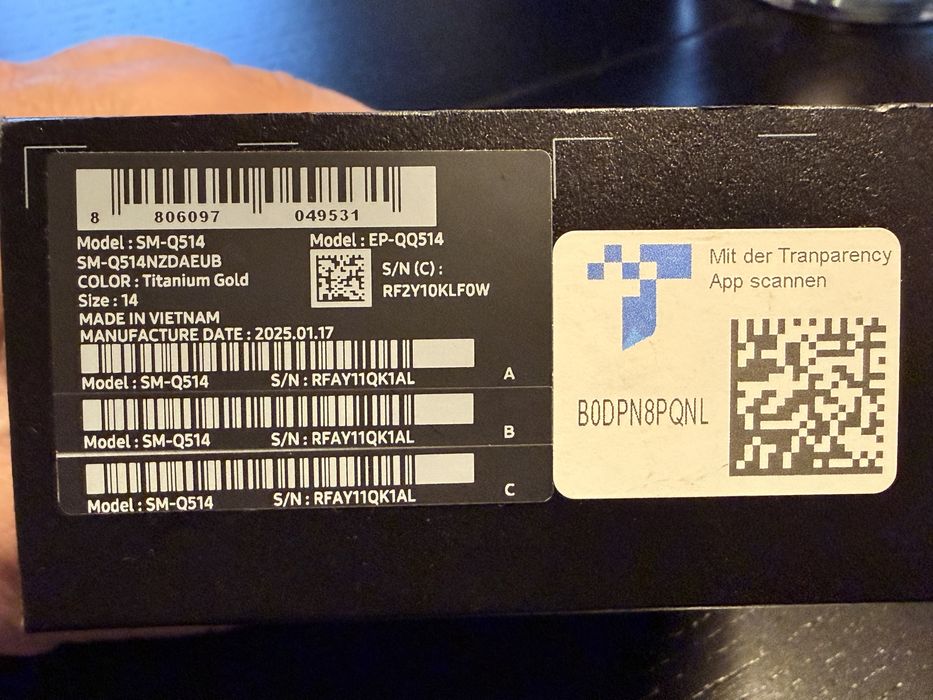 8 806097 049531
Model : SM-Q514
SM-Q514NZDAEUB
COLOR : Titanium Gold
Size : 14
MADE IN VIETNAM
MANUFACTURE DATE : 2025.01.17
Model : EP-QQ514
S/N (C) :
RF2Y10KLF0W
Model : SM-Q514 S/N : RFAY11QK1AL A
Model : SM-Q514 S/N : RFAY11QK1AL B
Model : SM-Q514 S/N : RFAY11QK1AL C
Mit der Tranparency
App scannen
B0DPN8PQNL